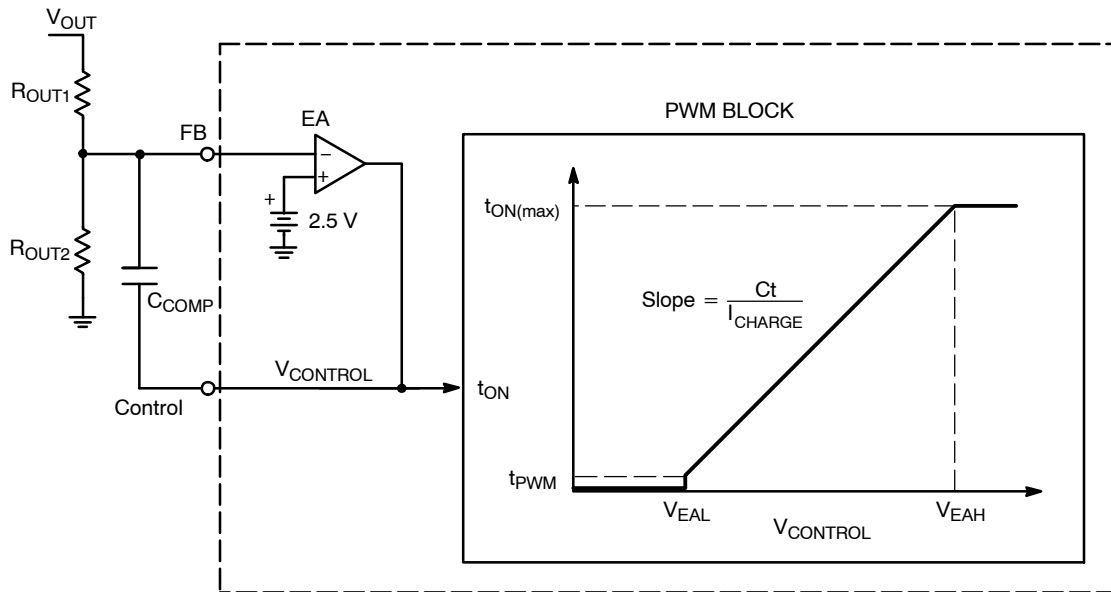 VOUT
ROUT1
FB
EA
PWM BLOCK
−
+
+
2.5 V
ROUT2
CCOMP
VCONTROL
Control
tON
tON(max)
Slope = Ct
ICHARGE
tPWM
VEAL
VCONTROL
VEAH